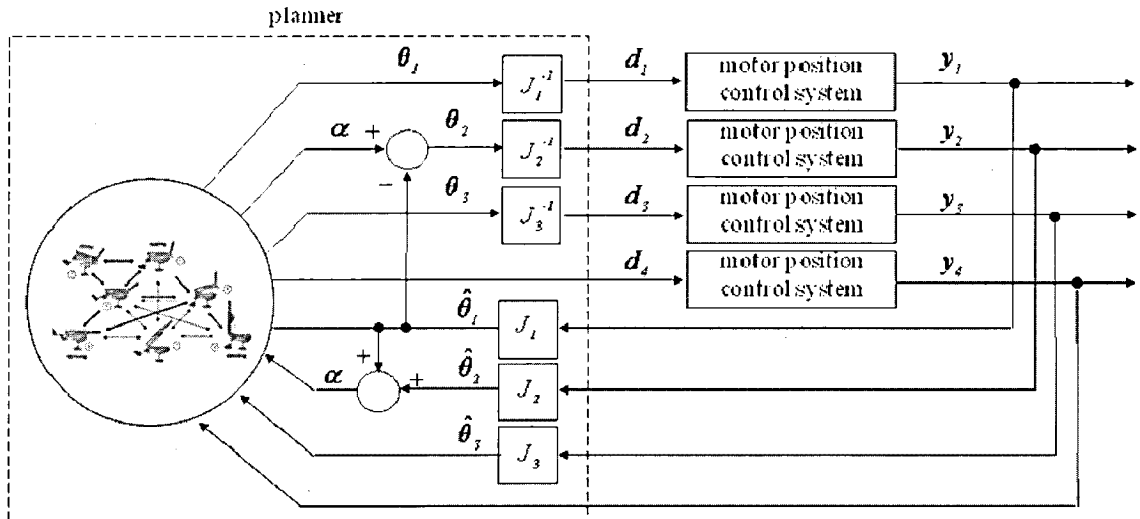 planner
θ₁ J₁⁻¹ d₁ motor position control system y₁
α + θ₂ J₂⁻¹ d₂ motor position control system y₂
−
θ₃ J₃⁻¹ d₃ motor position control system y₃
d₄ motor position control system y₄
θ̂₁ J₁
+
α + θ̂₂ J₂
θ̂₃ J₃